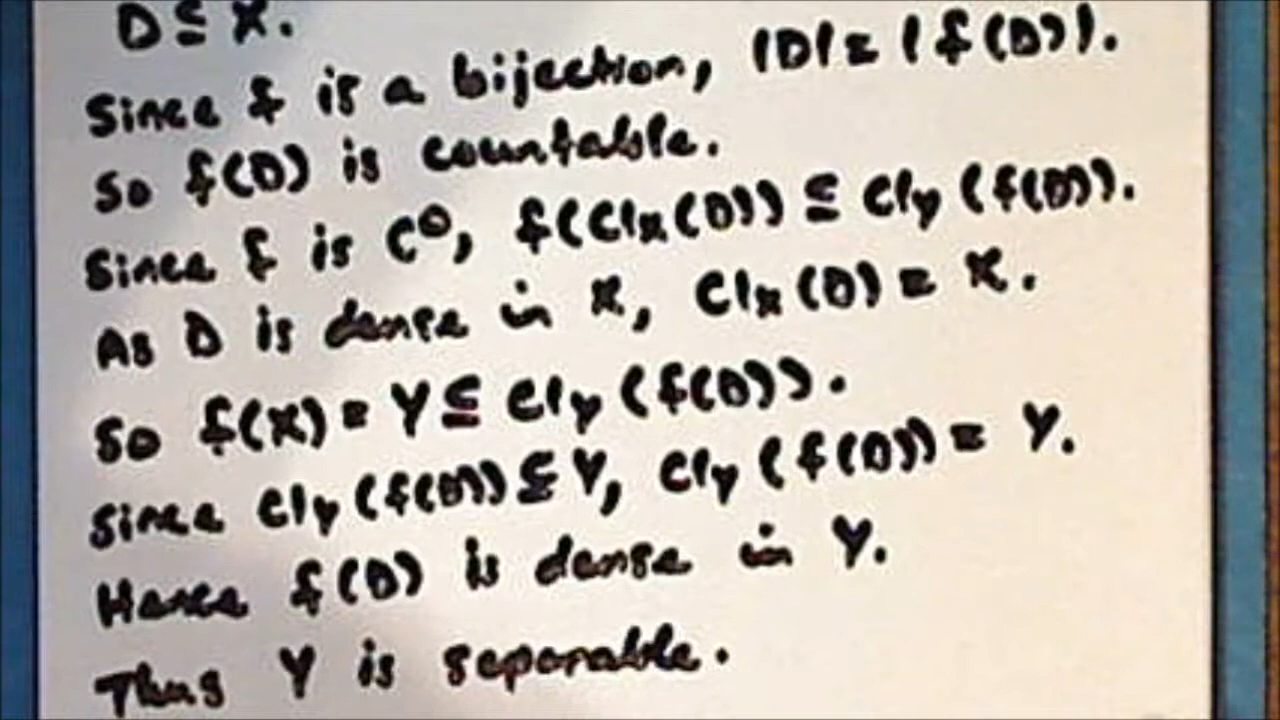 D ⊆ X.
Since f is a bijection, |D| = |f(D)|.
So f(D) is countable.
Since f is C⁰, f(Clx(D)) ⊆ Cly(f(D)).
As D is dense in X, Clx(D) = X.
So f(X) = Y ⊆ Cly(f(D)).
Since Cly(f(D)) ⊆ Y, Cly(f(D)) = Y.
Hence f(D) is dense in Y.
Thus Y is separable.